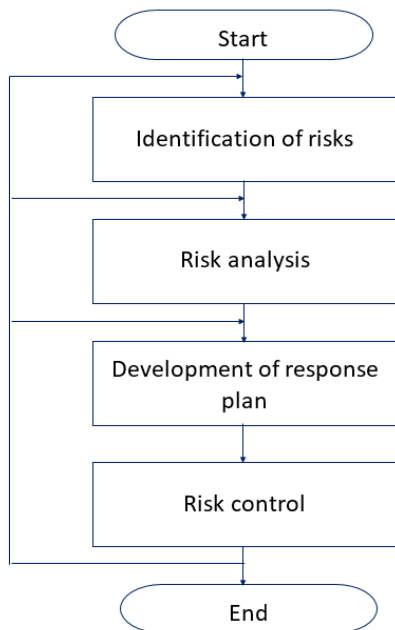 Start
Identification of risks
Risk analysis
Development of response
plan
Risk control
End